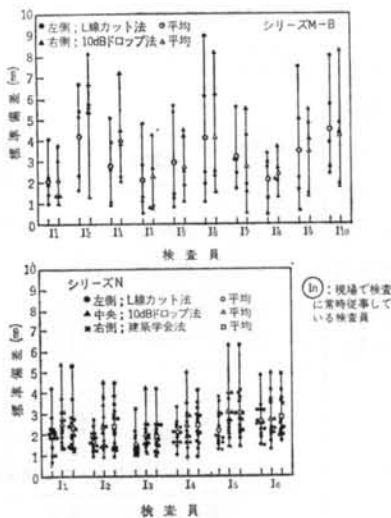 シリーズM-B
●左側；L線カット法 ○平均
▲右側；10dBドロップ法 △平均
標準偏差(mm)
10
9
8
7
6
5
4
3
2
1
0
I1 I2 I3 I4 I5 I6 I7 I8 I9 I10
検査員
シリーズN
●左側；L線カット法 ○平均
▲中央；10dBドロップ法 △平均
■右側；建築学会法 □平均
標準偏差(mm)
10
9
8
7
6
5
4
3
2
1
0
I1 I2 I3 I4 I5 I6
検査員
In：現場で検査
に常時従事して
いる検査員